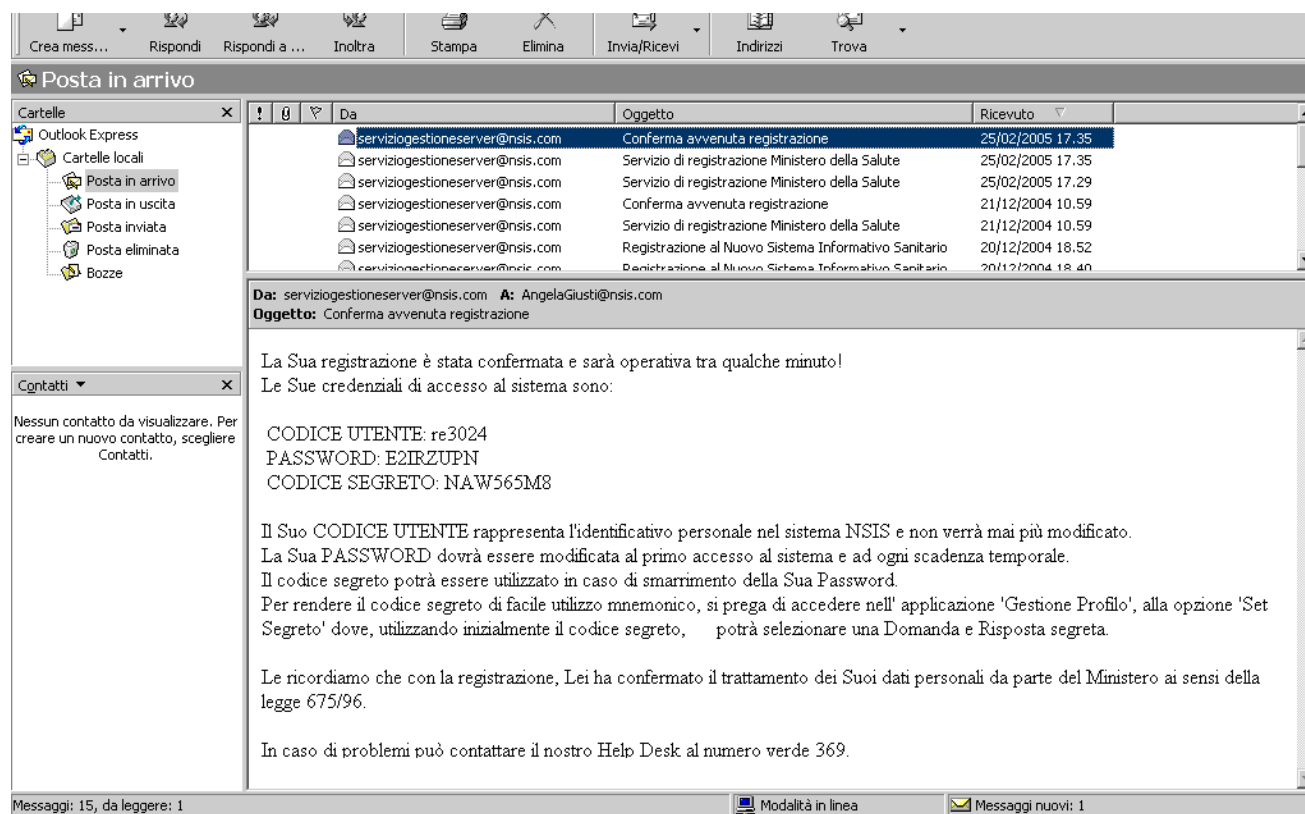 Crea mess... Rispondi Rispondi a ... Inoltra Stampa Elimina Invia/Ricevi Indirizzi Trova
Posta in arrivo
Cartelle
Outlook Express
Cartelle locali
Posta in arrivo
Posta in uscita
Posta inviata
Posta eliminata
Bozze
Contatti
Nessun contatto da visualizzare. Per
creare un nuovo contatto, scegliere
Contatti.
! Da Oggetto Ricevuto
serviziogestioneserver@nsis.com Conferma avvenuta registrazione 25/02/2005 17.35
serviziogestioneserver@nsis.com Servizio di registrazione Ministero della Salute 25/02/2005 17.35
serviziogestioneserver@nsis.com Servizio di registrazione Ministero della Salute 25/02/2005 17.29
serviziogestioneserver@nsis.com Conferma avvenuta registrazione 21/12/2004 10.59
serviziogestioneserver@nsis.com Servizio di registrazione Ministero della Salute 21/12/2004 10.59
serviziogestioneserver@nsis.com Registrazione al Nuovo Sistema Informativo Sanitario 20/12/2004 18.52
serviziogestioneserver@nsis.com Registrazione al Nuovo Sistema Informativo Sanitario 20/12/2004 18.40
Da: serviziogestioneserver@nsis.com A: AngelaGiusti@nsis.com
Oggetto: Conferma avvenuta registrazione
La Sua registrazione è stata confermata e sarà operativa tra qualche minuto!
Le Sue credenziali di accesso al sistema sono:
CODICE UTENTE: re3024
PASSWORD: E2IRZUPN
CODICE SEGRETO: NAW565M8
Il Suo CODICE UTENTE rappresenta l'identificativo personale nel sistema NSIS e non verrà mai più modificato.
La Sua PASSWORD dovrà essere modificata al primo accesso al sistema e ad ogni scadenza temporale.
Il codice segreto potrà essere utilizzato in caso di smarrimento della Sua Password.
Per rendere il codice segreto di facile utilizzo mnemonico, si prega di accedere nell' applicazione 'Gestione Profilo', alla opzione 'Set
Segreto' dove, utilizzando inizialmente il codice segreto, potrà selezionare una Domanda e Risposta segreta.
Le ricordiamo che con la registrazione, Lei ha confermato il trattamento dei Suoi dati personali da parte del Ministero ai sensi della
legge 675/96.
In caso di problemi può contattare il nostro Help Desk al numero verde 369.
Messaggi: 15, da leggere: 1 Modalità in linea Messaggi nuovi: 1